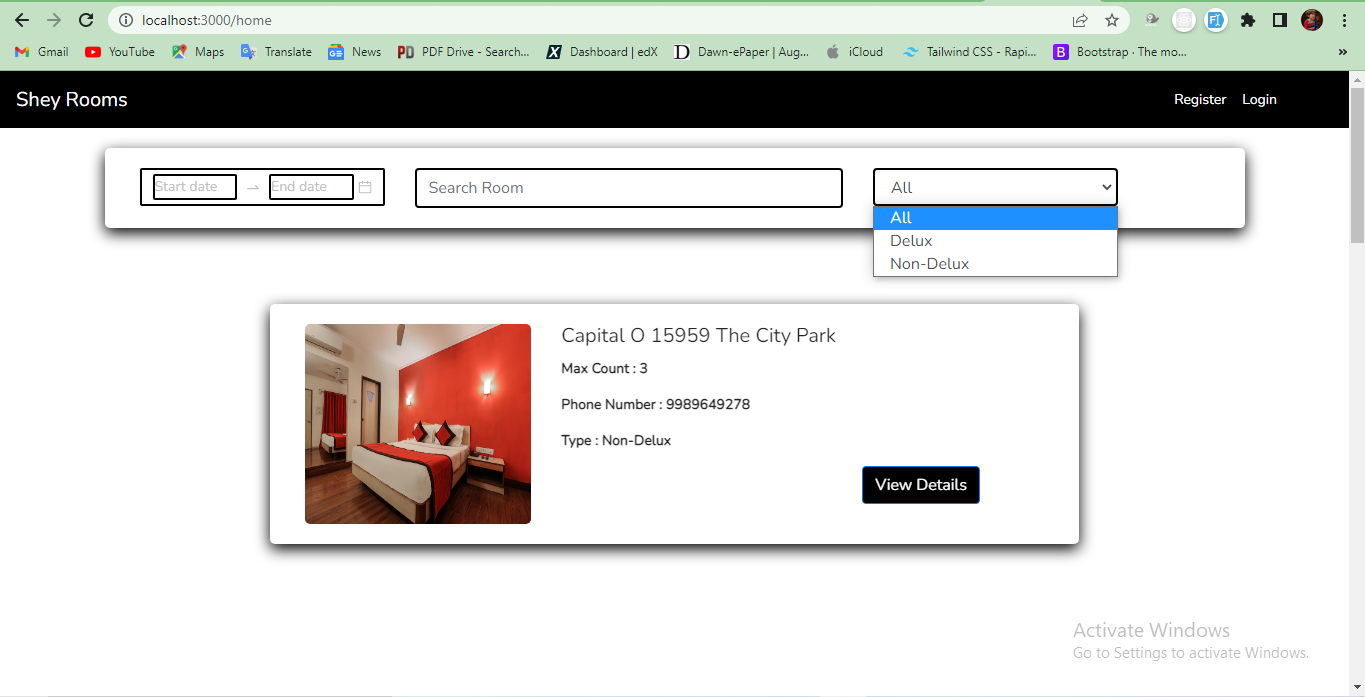 localhost:3000/home
Gmail YouTube Maps Translate News PDF Drive - Search... Dashboard | edX Dawn-ePaper | Aug... iCloud Tailwind CSS - Rapi... B Bootstrap · The mo... »
Shey Rooms Register Login
Start date End date Search Room All
All
Delux
Non-Delux
Capital O 15959 The City Park
Max Count : 3
Phone Number : 9989649278
Type : Non-Delux
View Details
Activate Windows
Go to Settings to activate Windows.